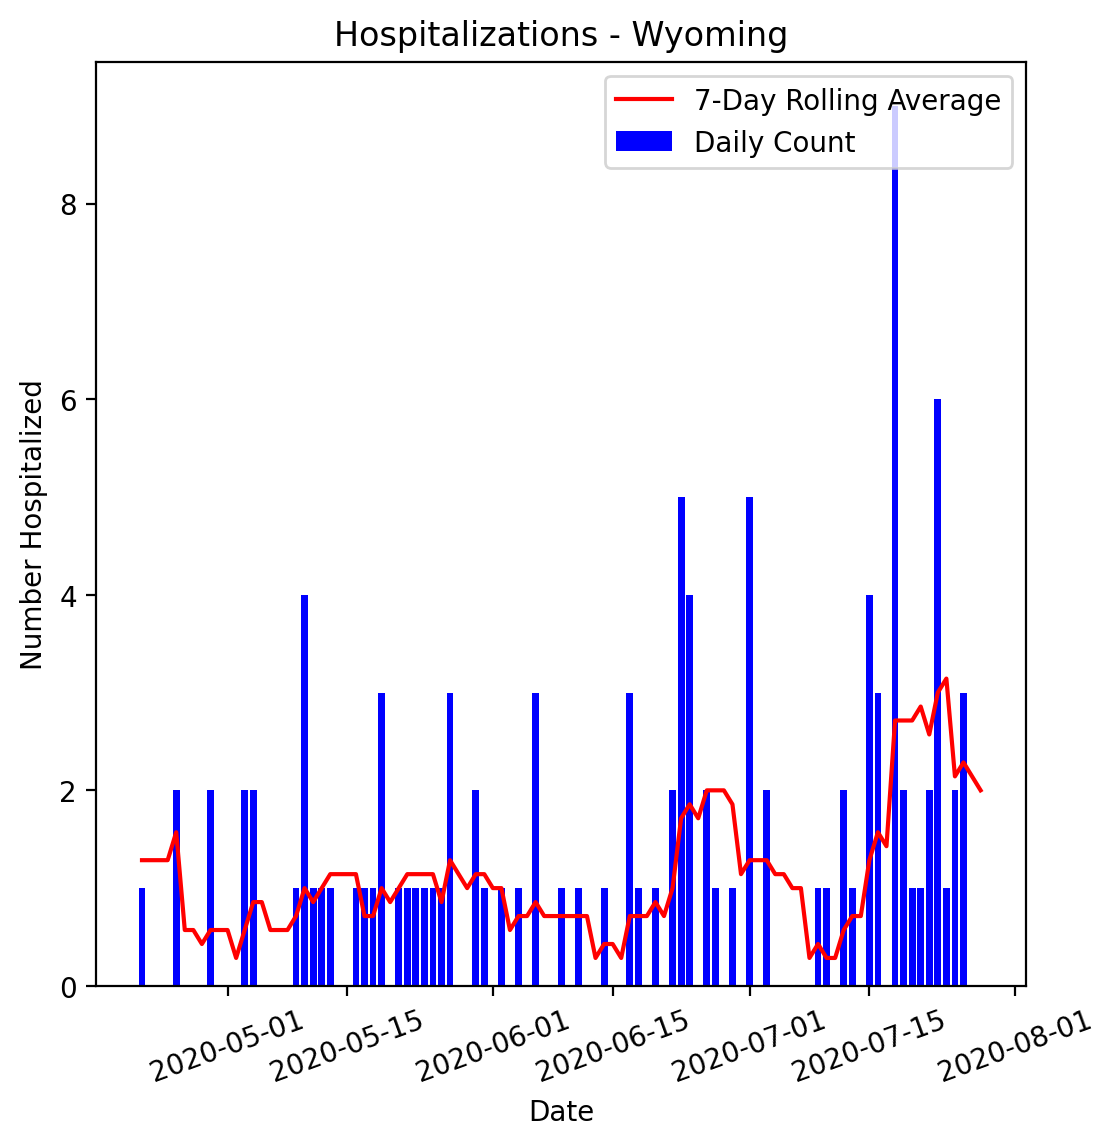 Hospitalizations - Wyoming
7-Day Rolling Average
Daily Count
Number Hospitalized
8
6
4
2
0
2020-05-01
2020-05-15
2020-06-01
2020-06-15
2020-07-01
2020-07-15
2020-08-01
Date